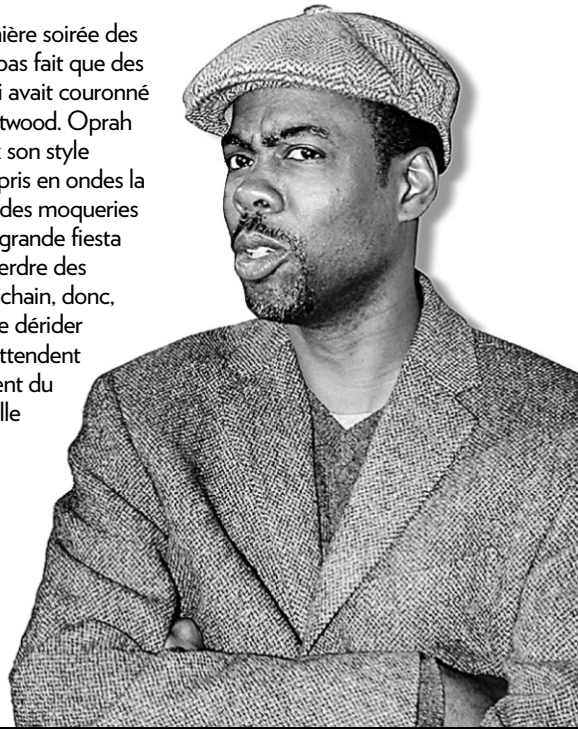 ière soirée des
pas fait que des
i avait couronné
twood. Oprah
son style
pris en ondes la
des moqueries
grande fiesta
erdre des
chain, donc,
e dérider
ttendent
ent du
lle